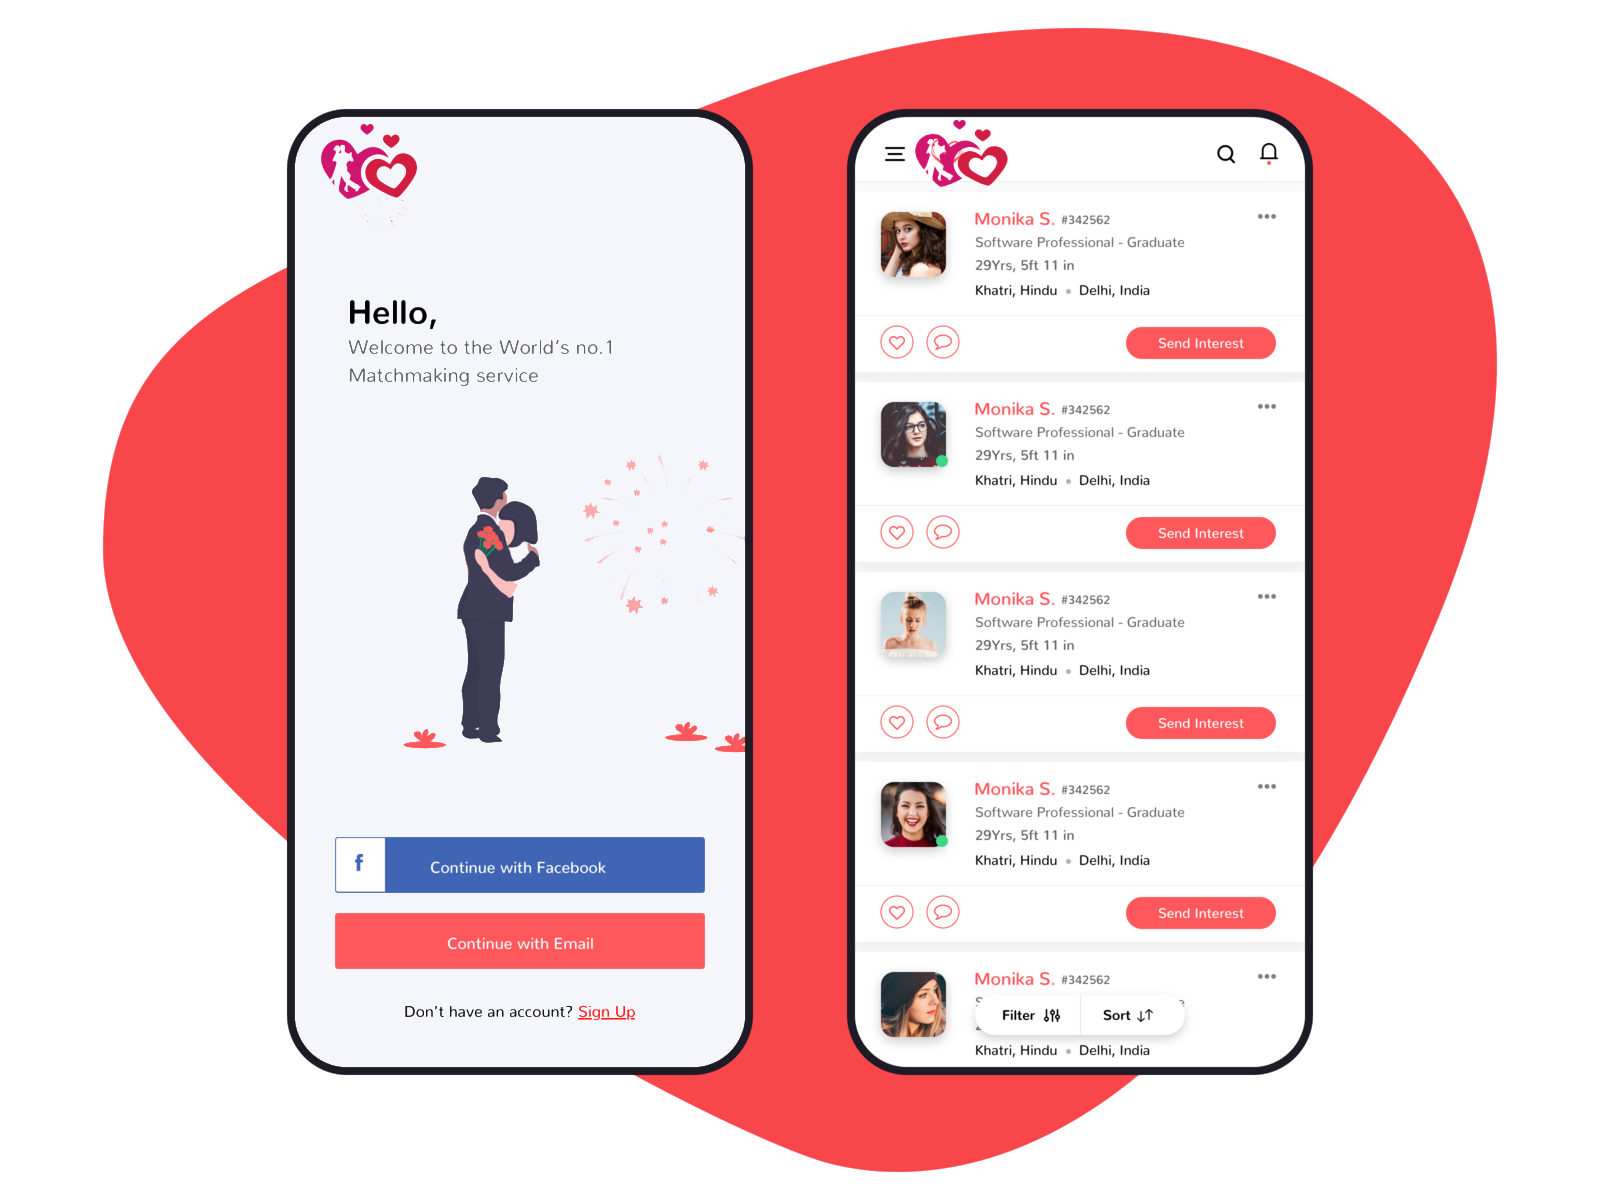 Hello,
Welcome to the World's no.1
Matchmaking service
f
Continue with Facebook
Continue with Email
Don't have an account? Sign Up
Monika S. #342562
Software Professional - Graduate
29Yrs, 5ft 11 in
Khatri, Hindu • Delhi, India
Send Interest
Monika S. #342562
Software Professional - Graduate
29Yrs, 5ft 11 in
Khatri, Hindu • Delhi, India
Send Interest
Monika S. #342562
Software Professional - Graduate
29Yrs, 5ft 11 in
Khatri, Hindu • Delhi, India
Send Interest
Monika S. #342562
Software Professional - Graduate
29Yrs, 5ft 11 in
Khatri, Hindu • Delhi, India
Send Interest
Monika S. #342562
Filter Sort
Khatri, Hindu • Delhi, India